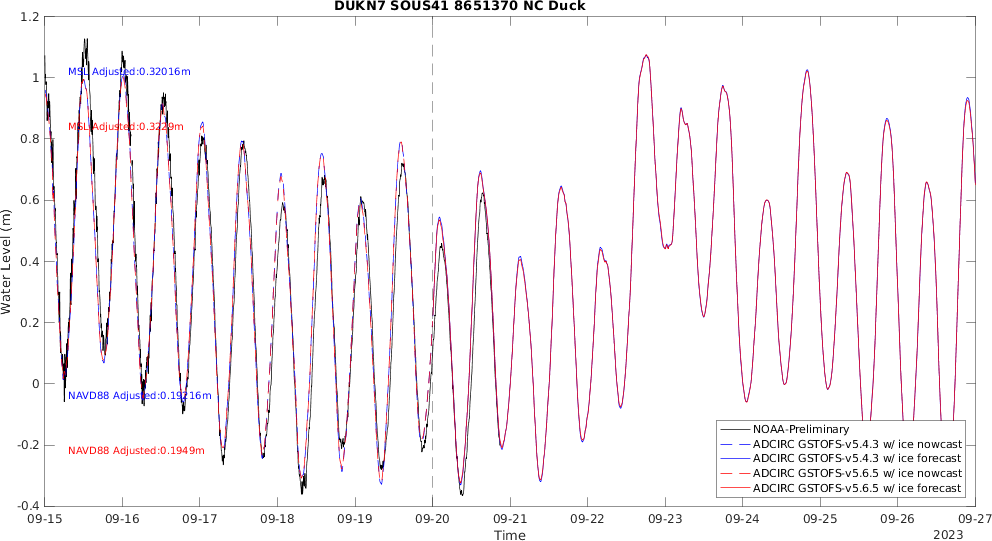 DUKN7 SOUS41 8651370 NC Duck
1.2
1
0.8
0.6
0.4
0.2
0
-0.2
-0.4
Water Level (m)
MSL Adjusted:0.32016m
MSL Adjusted:0.3229m
NAVD88 Adjusted:0.19216m
NAVD88 Adjusted:0.1949m
NOAA-Preliminary
ADCIRC GSTOFS-v5.4.3 w/ ice nowcast
ADCIRC GSTOFS-v5.4.3 w/ ice forecast
ADCIRC GSTOFS-v5.6.5 w/ ice nowcast
ADCIRC GSTOFS-v5.6.5 w/ ice forecast
09-15 09-16 09-17 09-18 09-19 09-20 09-21 09-22 09-23 09-24 09-25 09-26 09-27
Time
2023